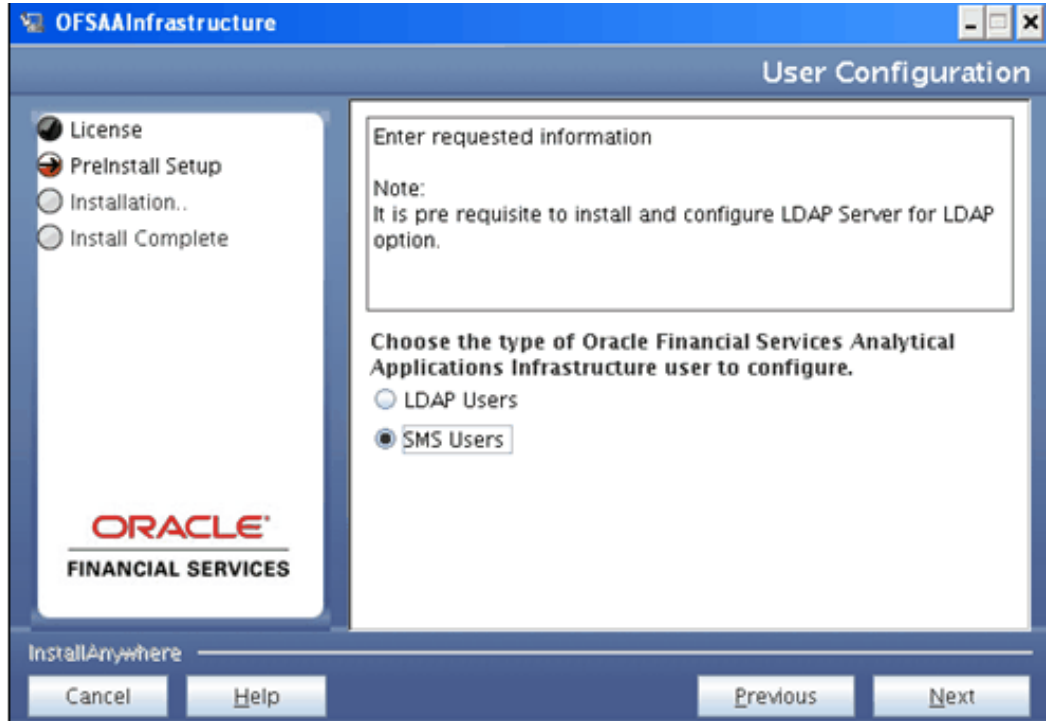 OFSAAInfrastructure
User Configuration
License
PreInstall Setup
Installation..
Install Complete
ORACLE
FINANCIAL SERVICES
Enter requested information
Note:
It is pre requisite to install and configure LDAP Server for LDAP
option.
Choose the type of Oracle Financial Services Analytical
Applications Infrastructure user to configure.
LDAP Users
SMS Users
InstallAnywhere
Cancel
Help
Previous
Next